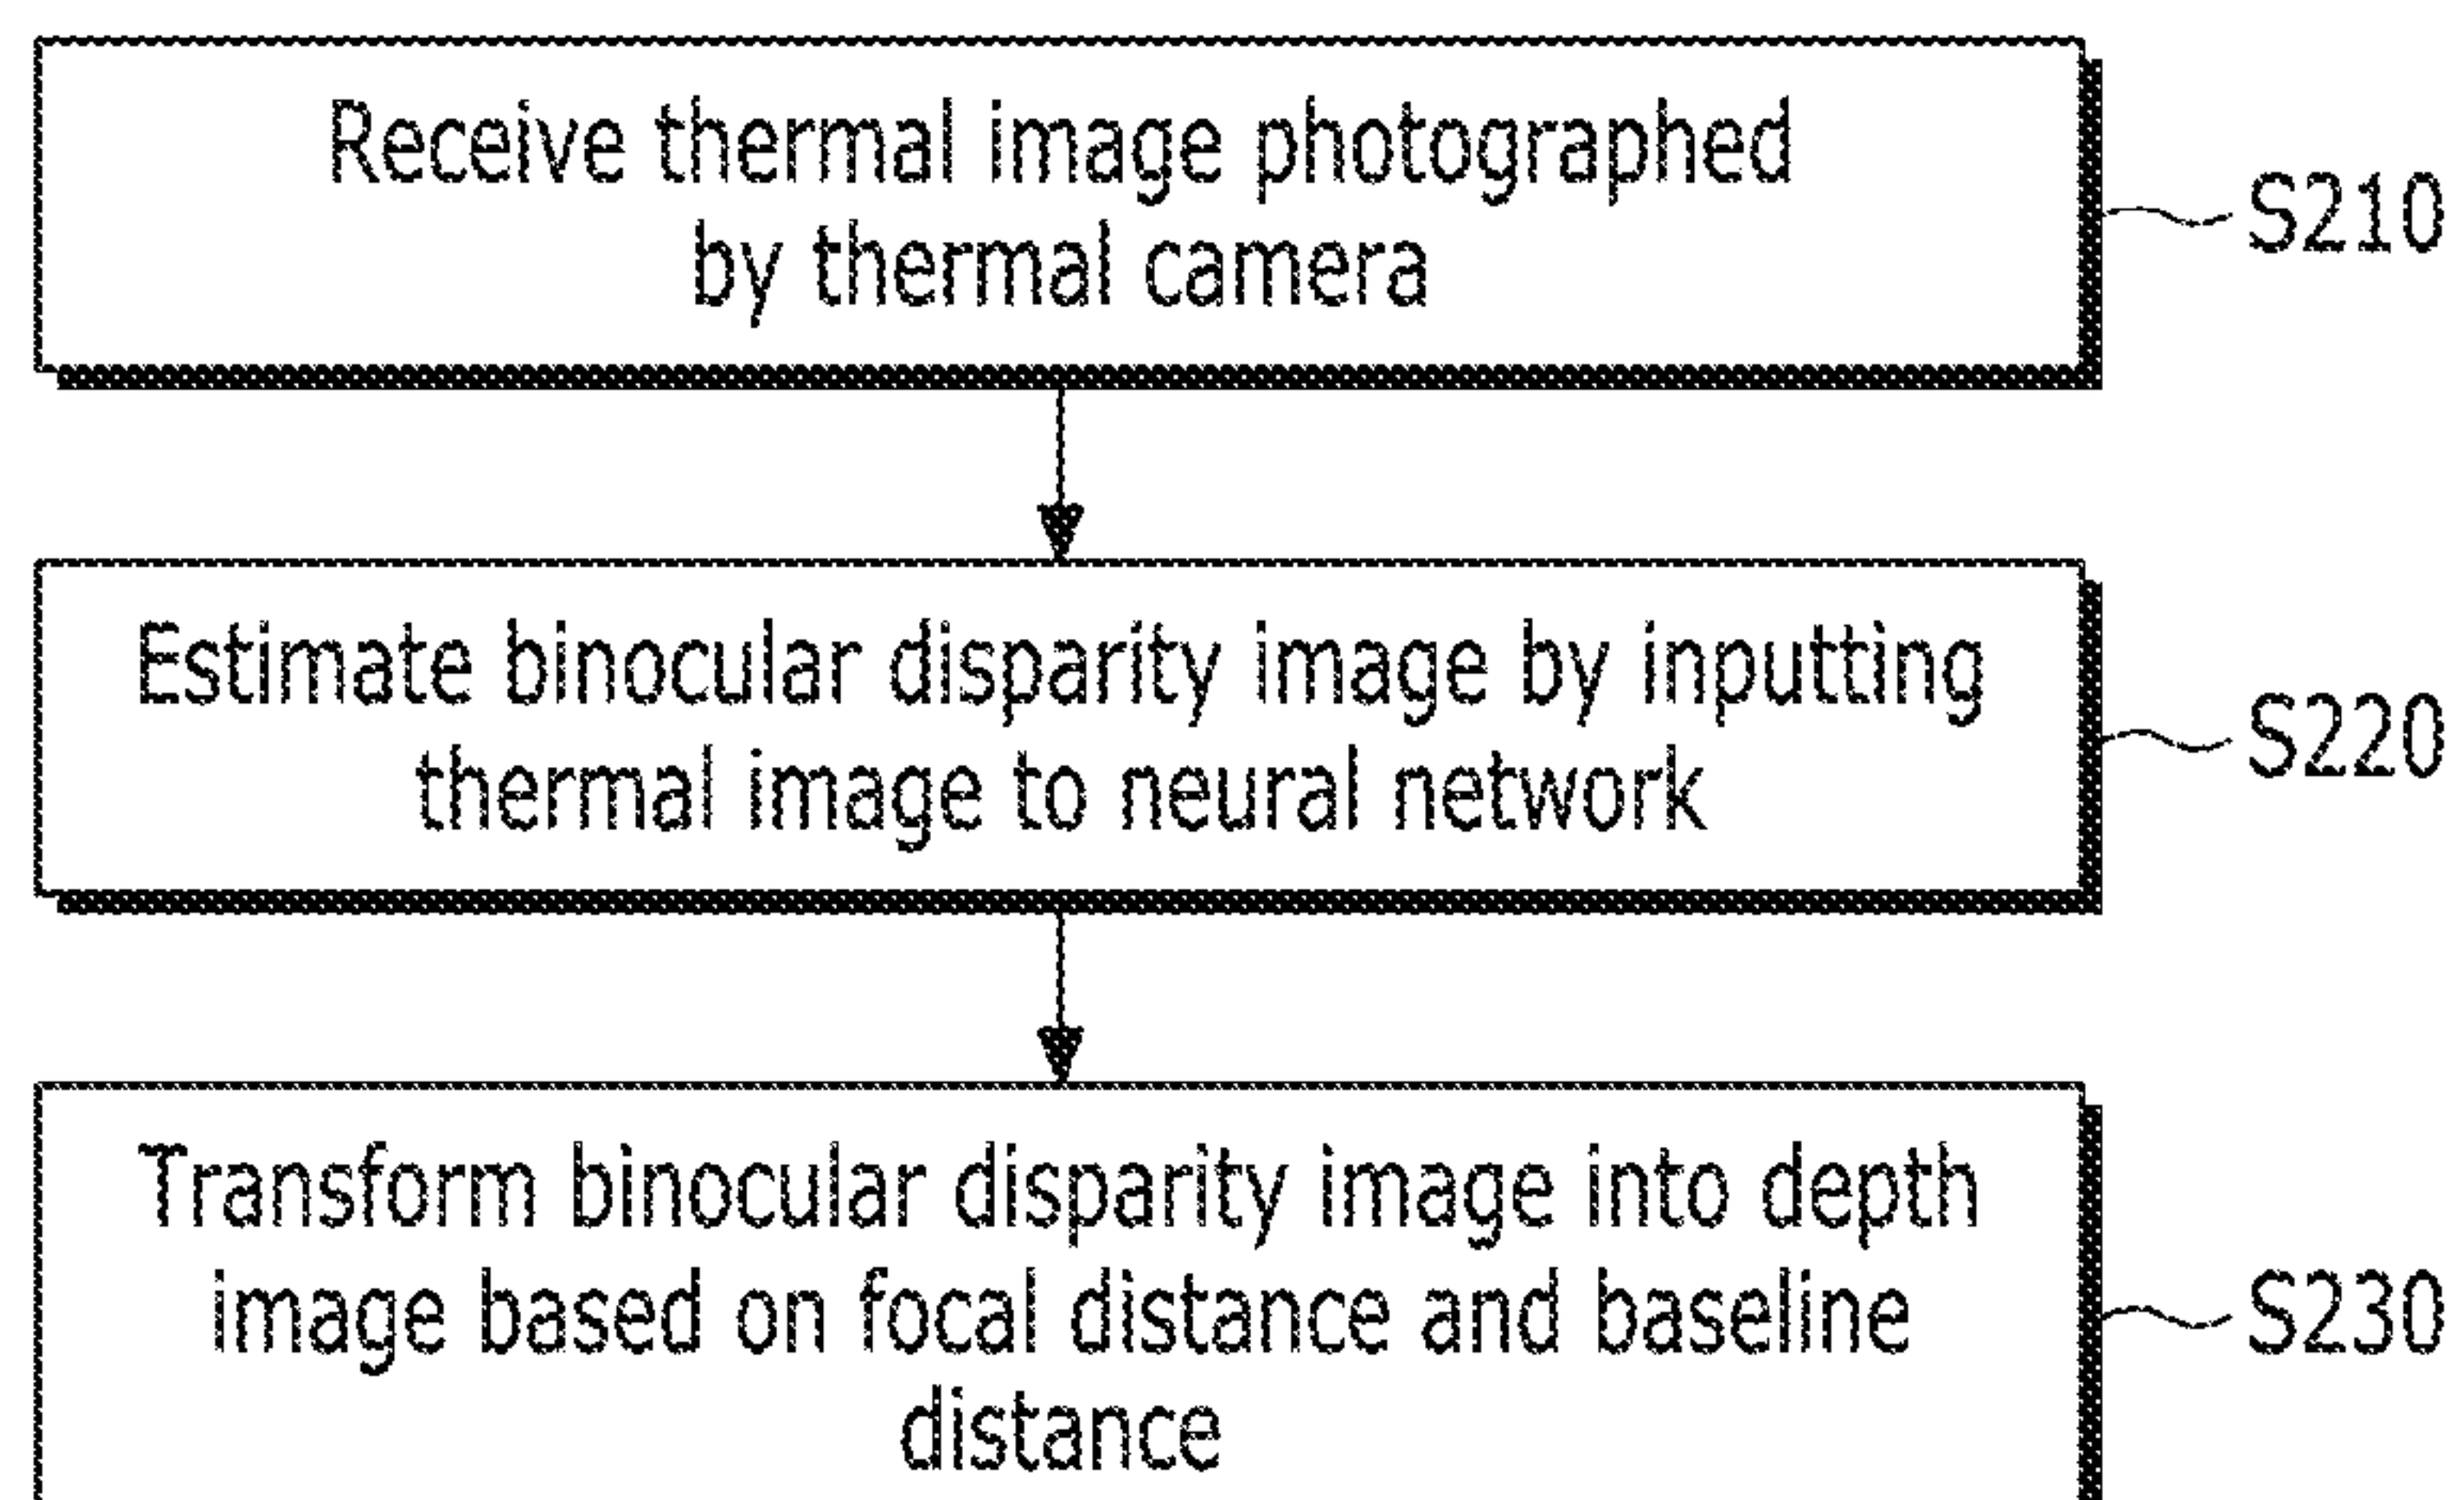 Receive thermal image photographed
by thermal camera
S210
Estimate binocular disparity image by inputting
thermal image to neural network
S220
Transform binocular disparity image into depth
image based on focal distance and baseline
distance
S230